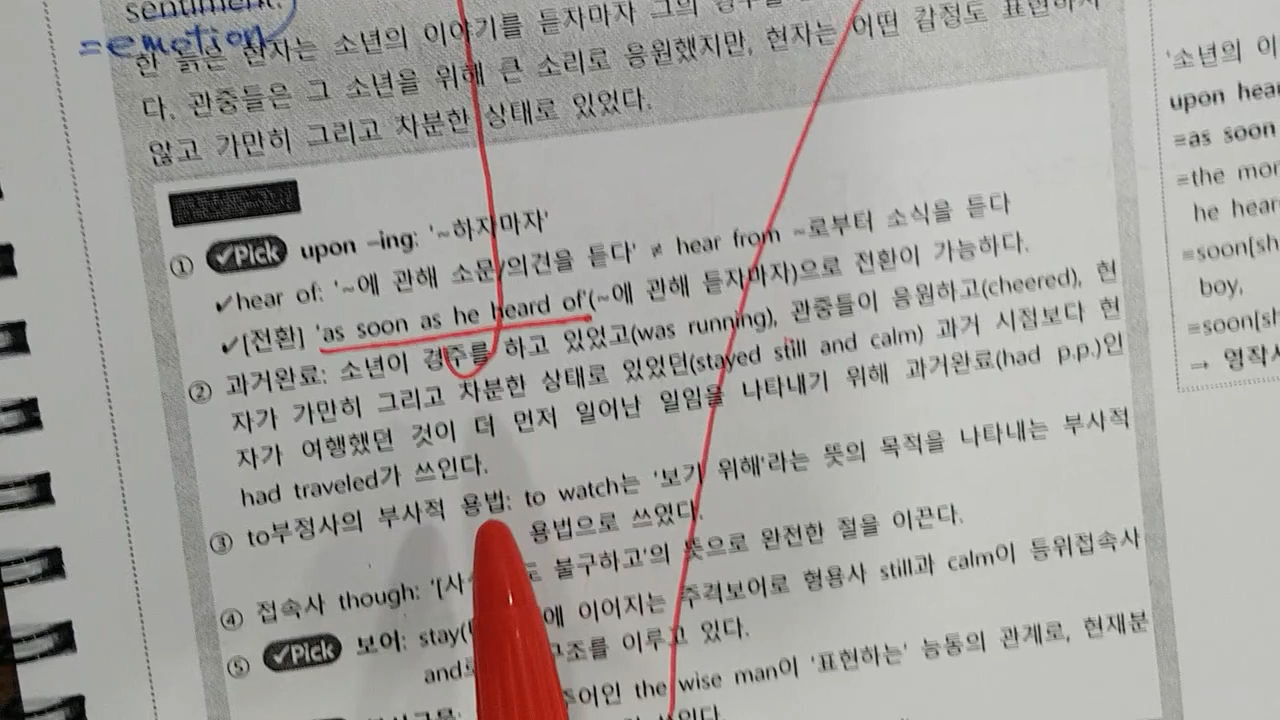 sentiment.
=emotion
한 늙은 현자는 소년의 이야기를 듣자마자 그의 경주를
다. 관중들은 그 소년을 위해 큰 소리로 응원했지만, 현자는 어떤 감정도 표현하지
않고 가만히 그리고 차분한 상태로 있었다.
① ✔Pick upon –ing: '~하자마자'
✔hear of: '~에 관해 소문/의견을 듣다' ≠ hear from ~로부터 소식을 듣다
✔[전환] 'as soon as he heard of'(~에 관해 듣자마자)으로 전환이 가능하다.
② 과거완료: 소년이 경주를 하고 있었고(was running), 관중들이 응원하고(cheered), 현
자가 가만히 그리고 차분한 상태로 있었던(stayed still and calm) 과거 시점보다 현
자가 여행했던 것이 더 먼저 일어난 일임을 나타내기 위해 과거완료(had p.p.)인
had traveled가 쓰인다.
③ to부정사의 부사적 용법: to watch는 '보기 위해'라는 뜻의 목적을 나타내는 부사적
용법으로 쓰였다.
④ 접속사 though: '[사 불구하고'의 뜻으로 완전한 절을 이끈다.
⑤ ✔Pick 보어: stay( 에 이어지는 주격보어로 형용사 still과 calm이 등위접속사
and로 구조를 이루고 있다.
주어인 the wise man이 '표현하는' 능동의 관계로, 현재분
쓰인다.
'소년의 이
upon hear
=as soon
=the mor
he hear
=soon[sh
boy,
=soon[sh
→ 영작시